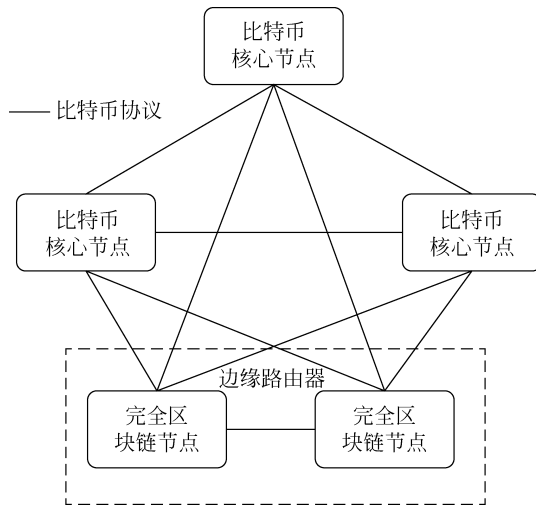 比特币
核心节点
比特币协议
比特币
核心节点
比特币
核心节点
边缘路由器
完全区
块链节点
完全区
块链节点